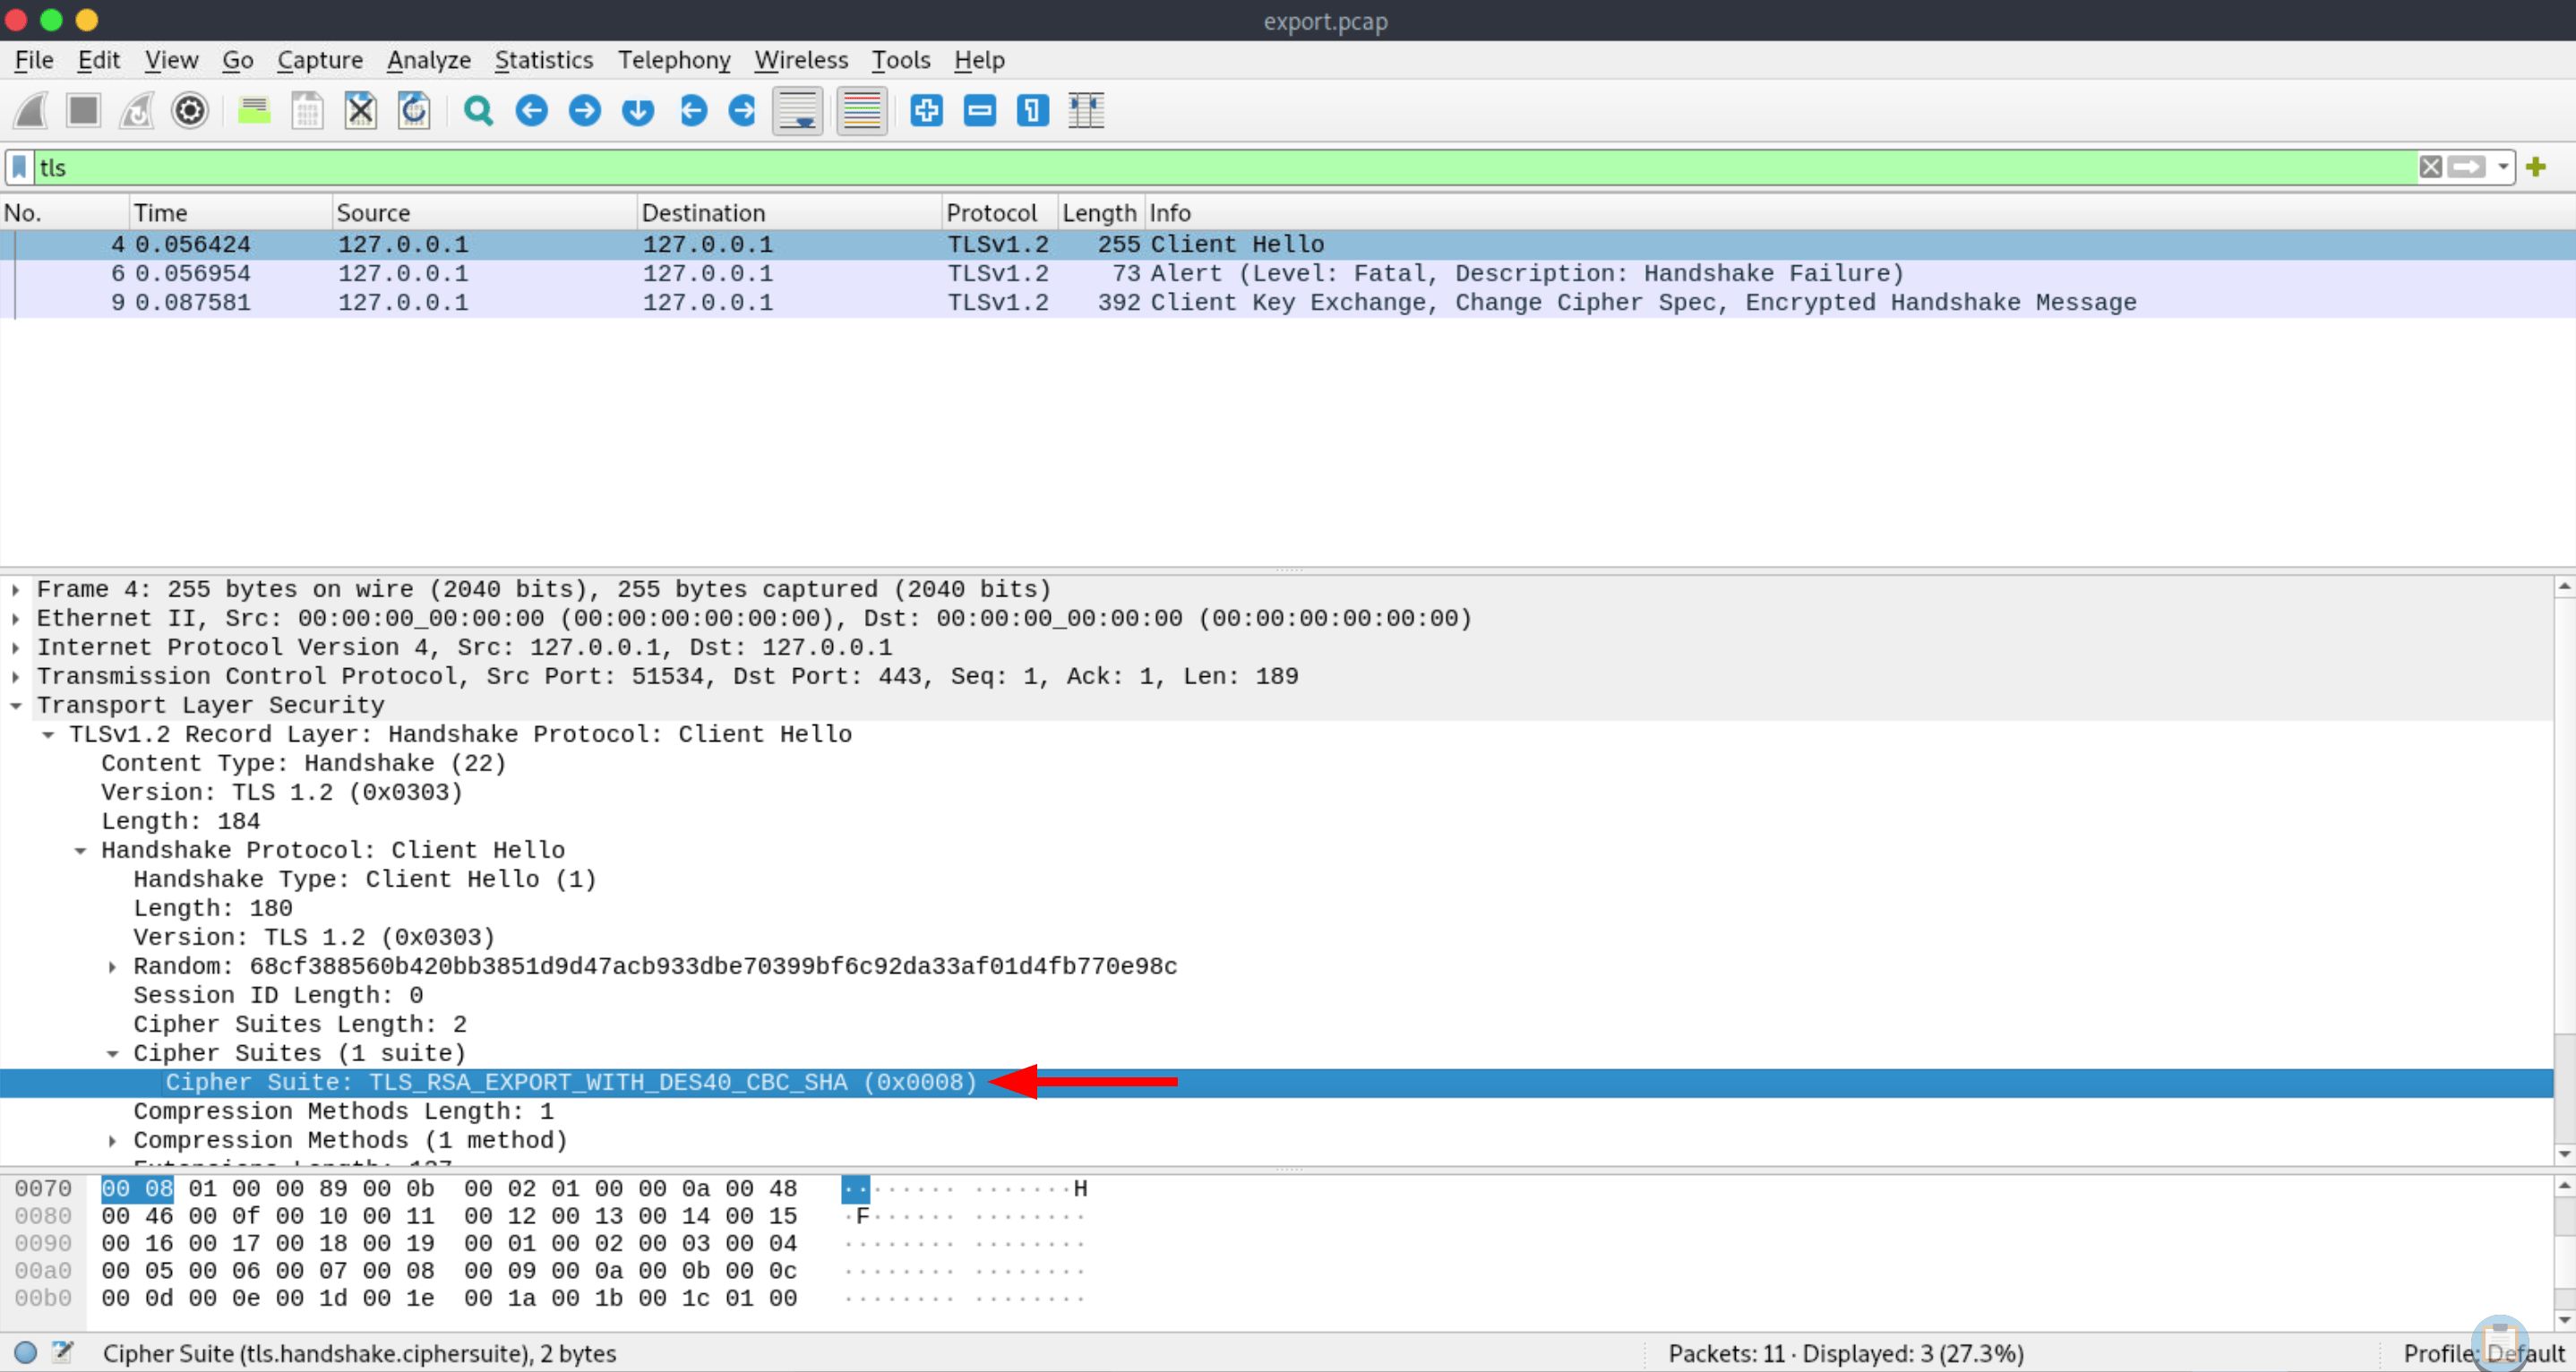 export.pcap
File Edit View Go Capture Analyze Statistics Telephony Wireless Tools Help
tls
No. Time Source Destination Protocol Length Info
4 0.056424 127.0.0.1 127.0.0.1 TLSv1.2 255 Client Hello
6 0.056954 127.0.0.1 127.0.0.1 TLSv1.2 73 Alert (Level: Fatal, Description: Handshake Failure)
9 0.087581 127.0.0.1 127.0.0.1 TLSv1.2 392 Client Key Exchange, Change Cipher Spec, Encrypted Handshake Message
Frame 4: 255 bytes on wire (2040 bits), 255 bytes captured (2040 bits)
Ethernet II, Src: 00:00:00_00:00:00 (00:00:00:00:00:00), Dst: 00:00:00_00:00:00 (00:00:00:00:00:00)
Internet Protocol Version 4, Src: 127.0.0.1, Dst: 127.0.0.1
Transmission Control Protocol, Src Port: 51534, Dst Port: 443, Seq: 1, Ack: 1, Len: 189
Transport Layer Security
TLSv1.2 Record Layer: Handshake Protocol: Client Hello
Content Type: Handshake (22)
Version: TLS 1.2 (0x0303)
Length: 184
Handshake Protocol: Client Hello
Handshake Type: Client Hello (1)
Length: 180
Version: TLS 1.2 (0x0303)
Random: 68cf388560b420bb3851d9d47acb933dbe70399bf6c92da33af01d4fb770e98c
Session ID Length: 0
Cipher Suites Length: 2
Cipher Suites (1 suite)
Cipher Suite: TLS_RSA_EXPORT_WITH_DES40_CBC_SHA (0x0008)
Compression Methods Length: 1
Compression Methods (1 method)
Extensions Length: 137
0070 00 08 01 00 00 89 00 0b 00 02 01 00 00 0a 00 48 ········ ·······H
0080 00 46 00 0f 00 10 00 11 00 12 00 13 00 14 00 15 ·F······ ········
0090 00 16 00 17 00 18 00 19 00 01 00 02 00 03 00 04 ········ ········
00a0 00 05 00 06 00 07 00 08 00 09 00 0a 00 0b 00 0c ········ ········
00b0 00 0d 00 0e 00 1d 00 1e 00 1a 00 1b 00 1c 01 00 ········ ········
Cipher Suite (tls.handshake.ciphersuite), 2 bytes Packets: 11 · Displayed: 3 (27.3%) Profile: Default